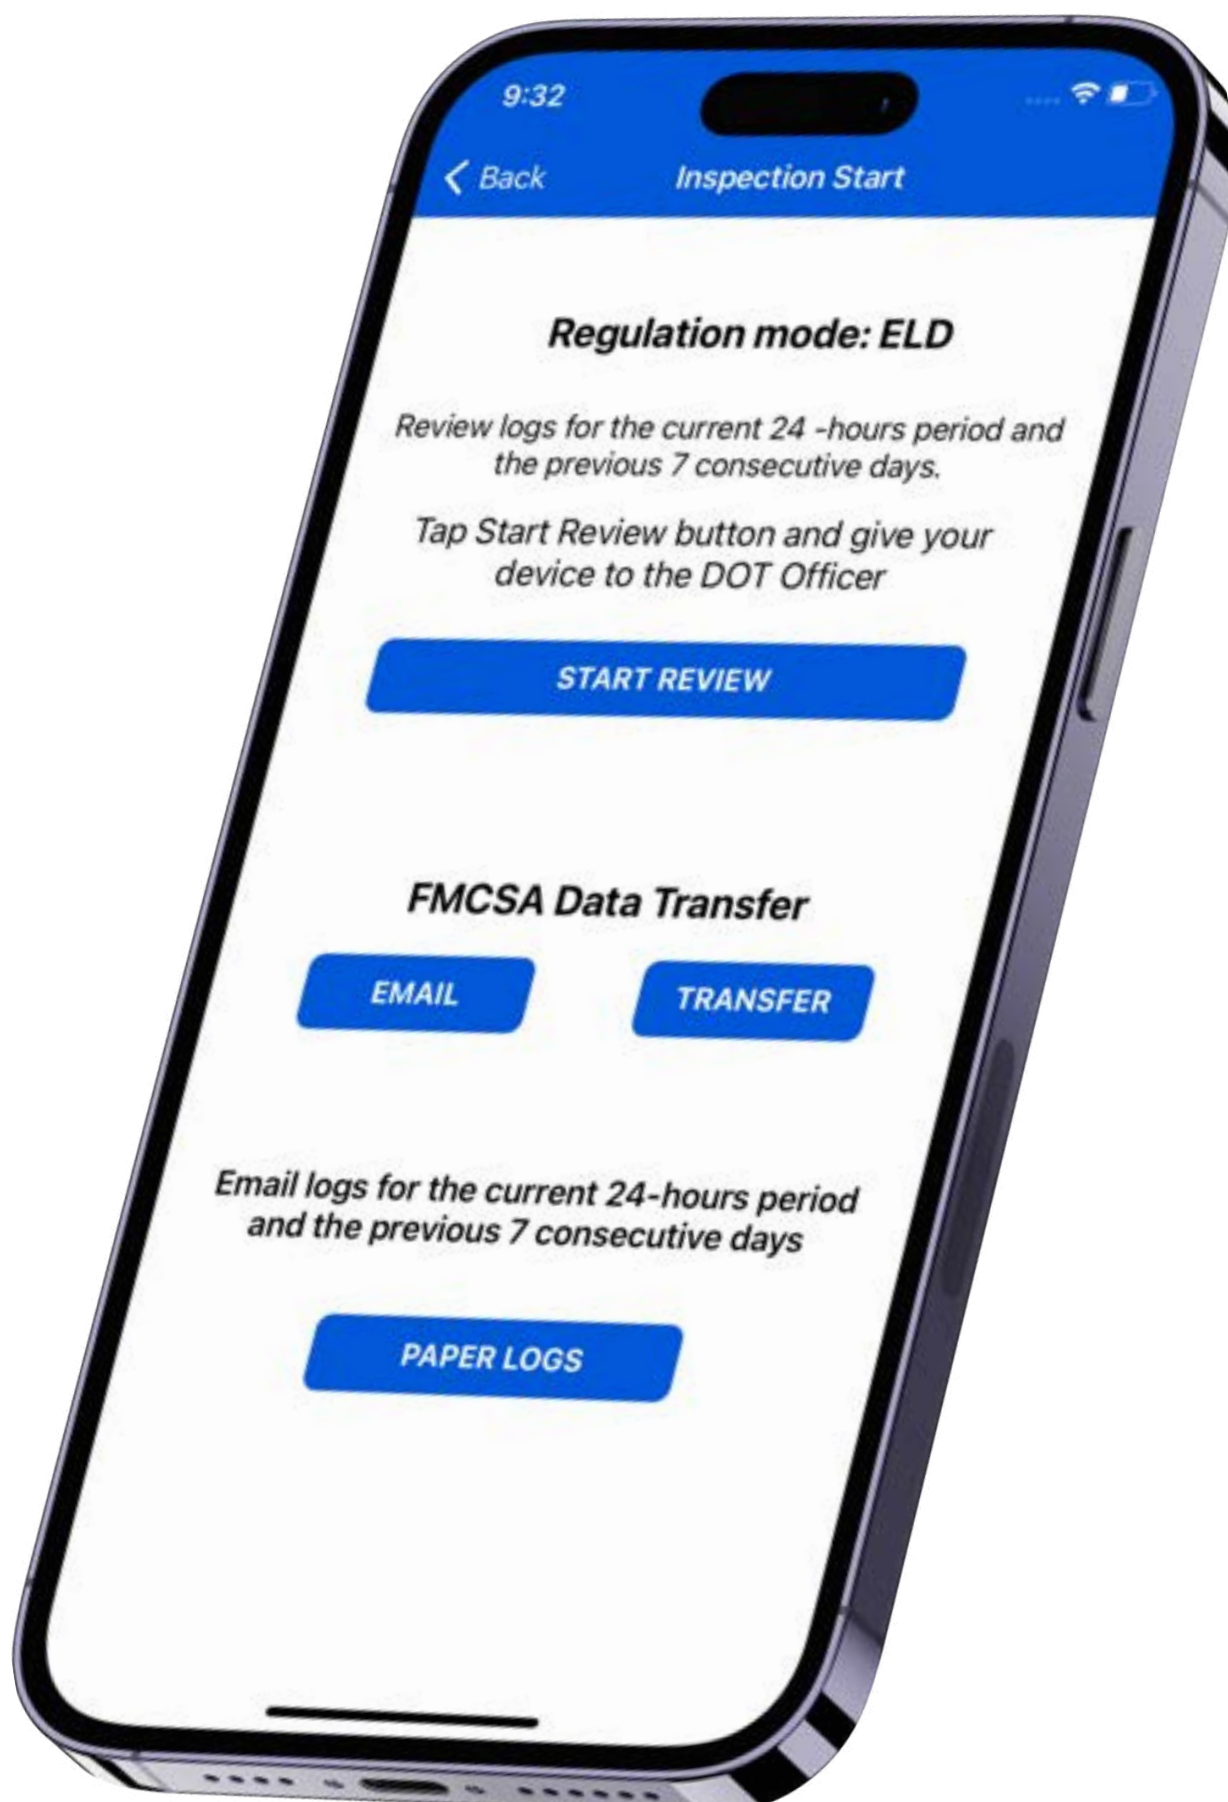 9:32
Back
Inspection Start
Regulation mode: ELD
Review logs for the current 24 -hours period and
the previous 7 consecutive days.
Tap Start Review button and give your
device to the DOT Officer
START REVIEW
FMCSA Data Transfer
EMAIL
TRANSFER
Email logs for the current 24-hours period
and the previous 7 consecutive days
PAPER LOGS